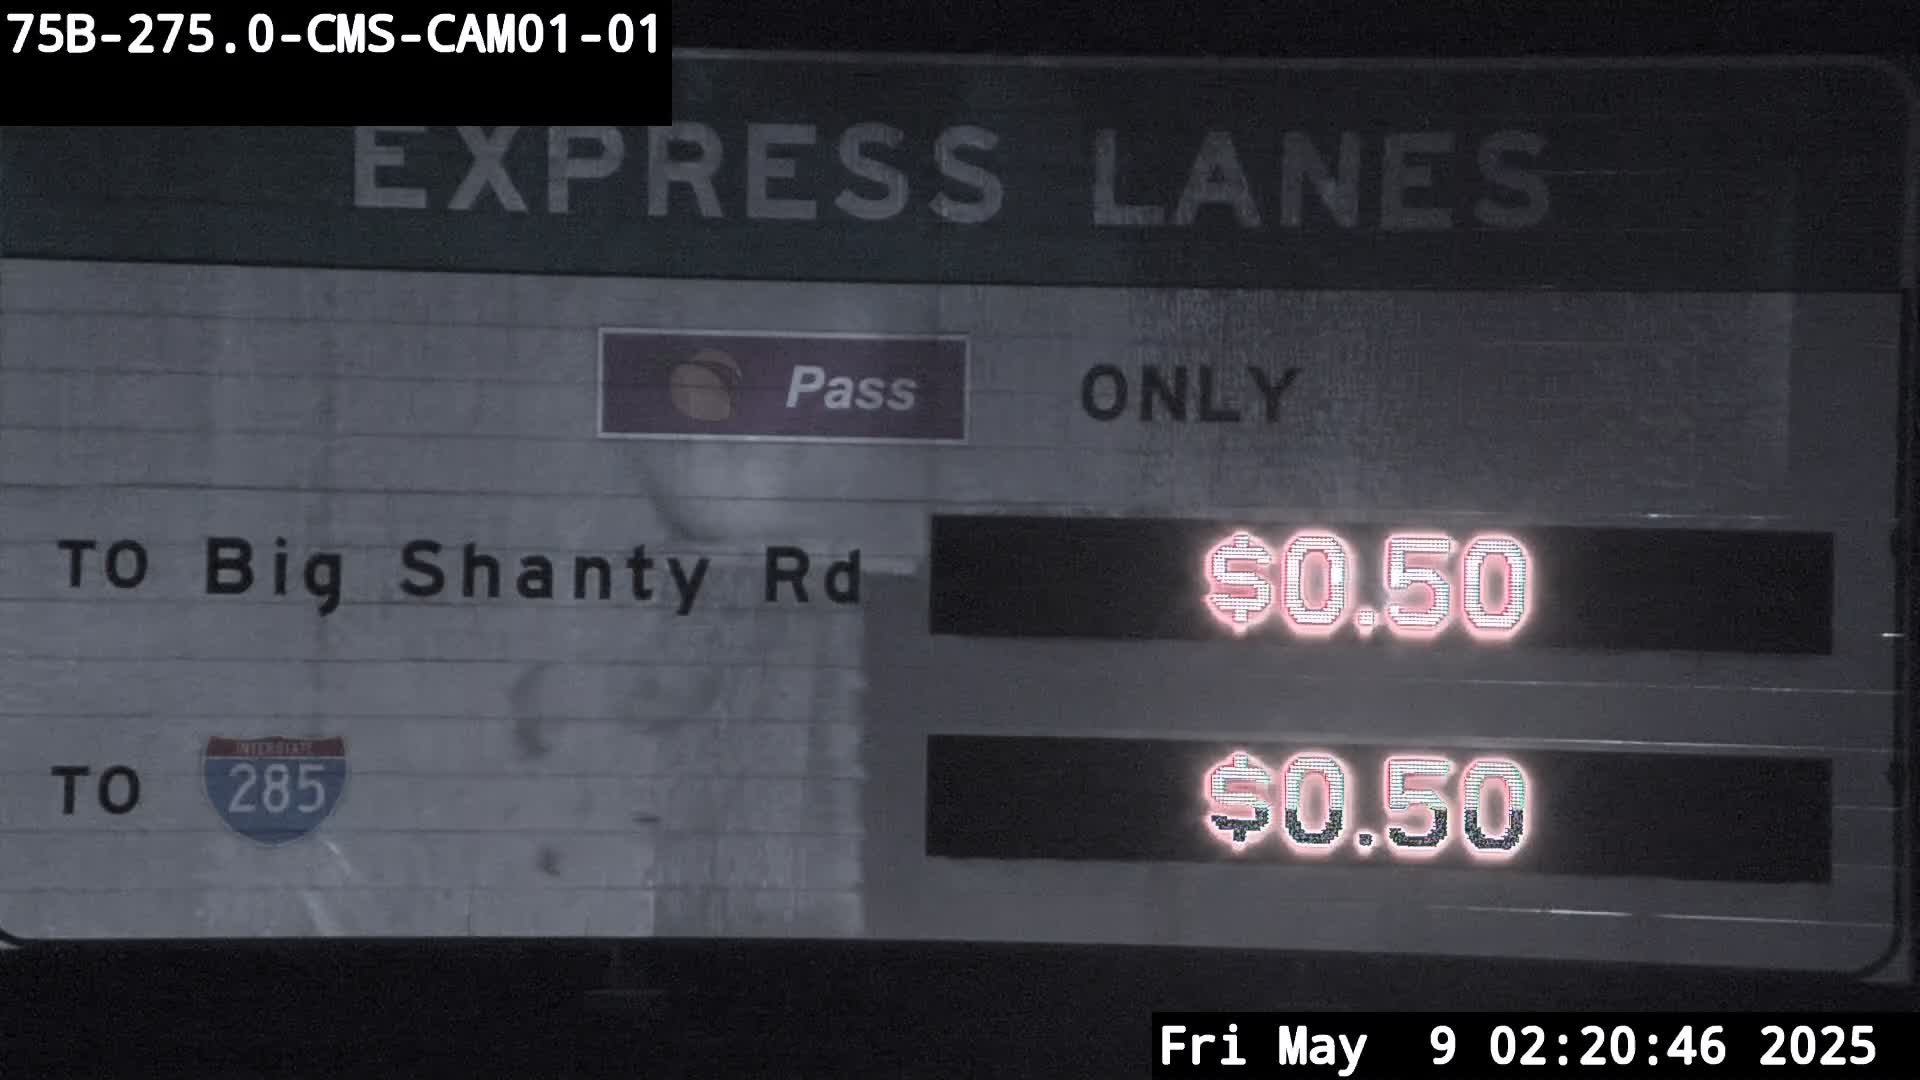 75B-275.0-CMS-CAM01-01
EXPRESS LANES
Pass ONLY
TO Big Shanty Rd $0.50
INTERSTATE
TO 285 $0.50
Fri May 9 02:20:46 2025